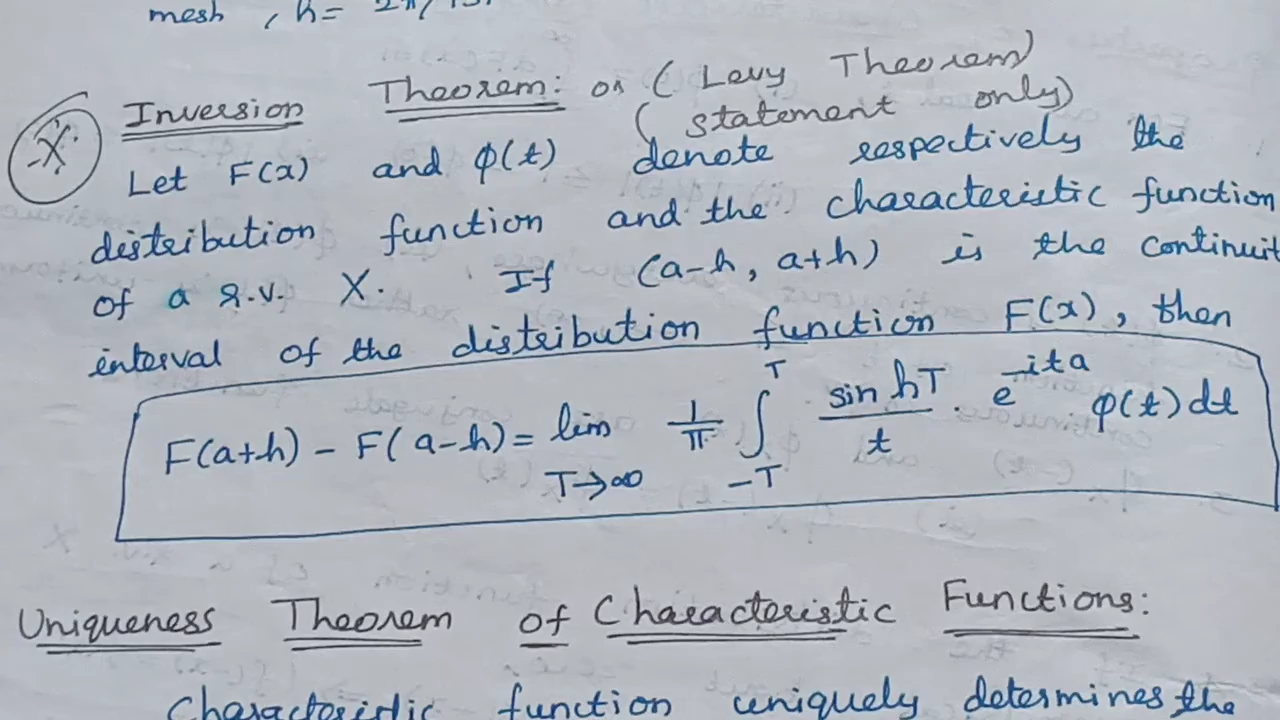 mesh , h= 2π/
Inversion Theorem: or ( Levy Theorem)
( statement only)
Let F(x) and φ(t) denote respectively the
distribution function and the characteristic function
of a r.v. X. If (a-h, a+h) is the continuit
interval of the distribution function F(x), then
F(a+h) - F(a-h) = lim T→∞ 1/π ∫_{-T}^{T} sin hT / t . e^{-ita} φ(t) dt
Uniqueness Theorem of Characteristic Functions:
Characteristic function uniquely determines the